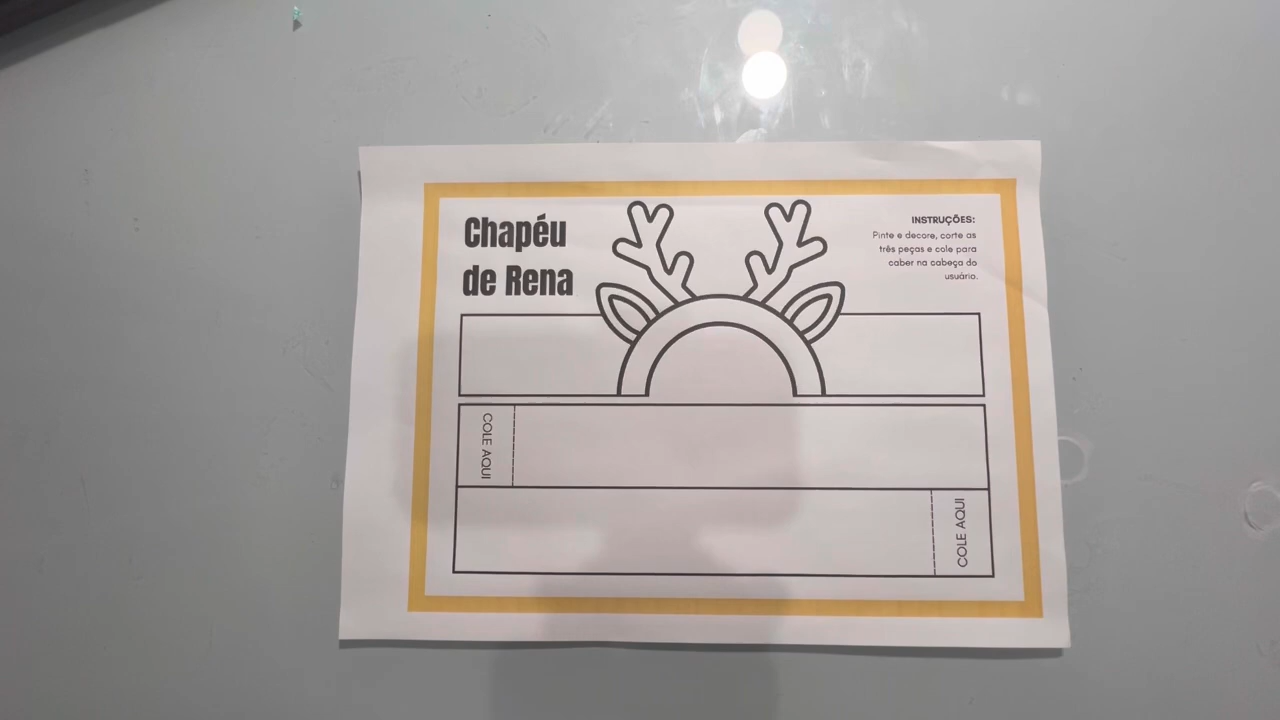 Chapéu
de Rena
INSTRUÇÕES:
Pinte e decore, corte as
três peças e cole para
caber na cabeça do
usuário.
COLE AQUI
COLE AQUI